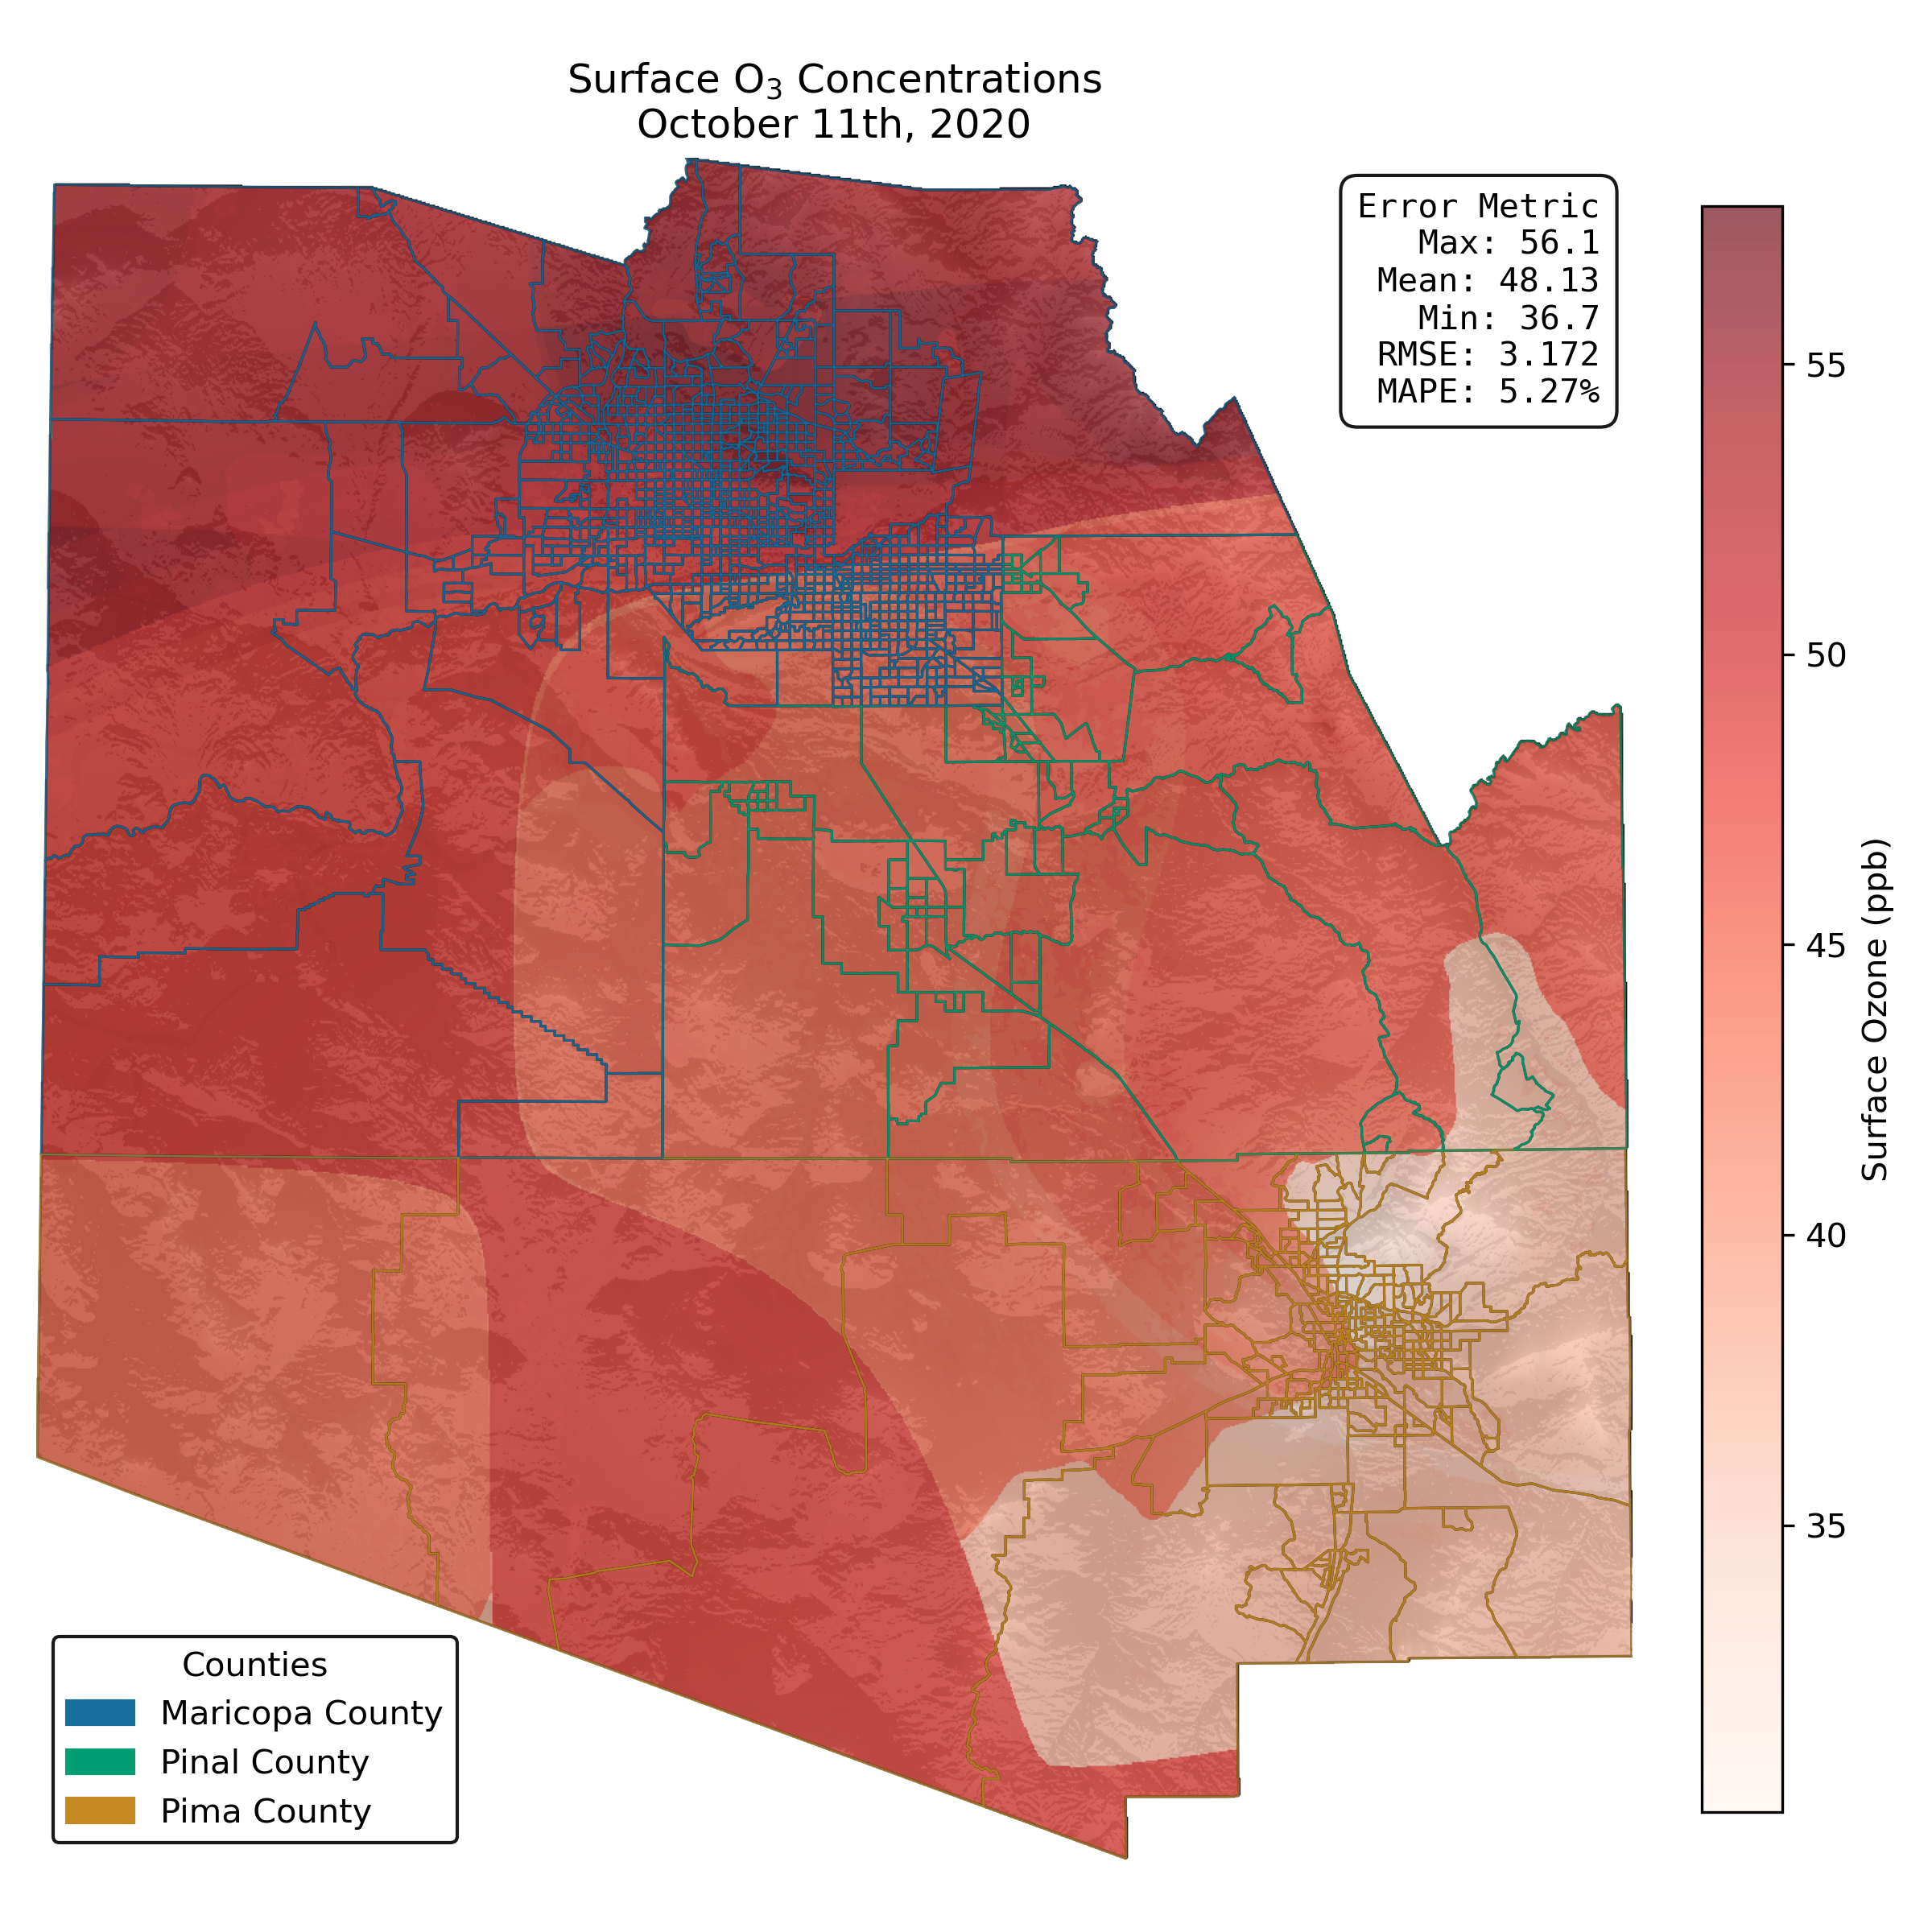 Surface O₃ Concentrations
October 11th, 2020
Error Metric
Max: 56.1
Mean: 48.13
Min: 36.7
RMSE: 3.172
MAPE: 5.27%
55
50
45
40
35
Surface Ozone (ppb)
Counties
Maricopa County
Pinal County
Pima County